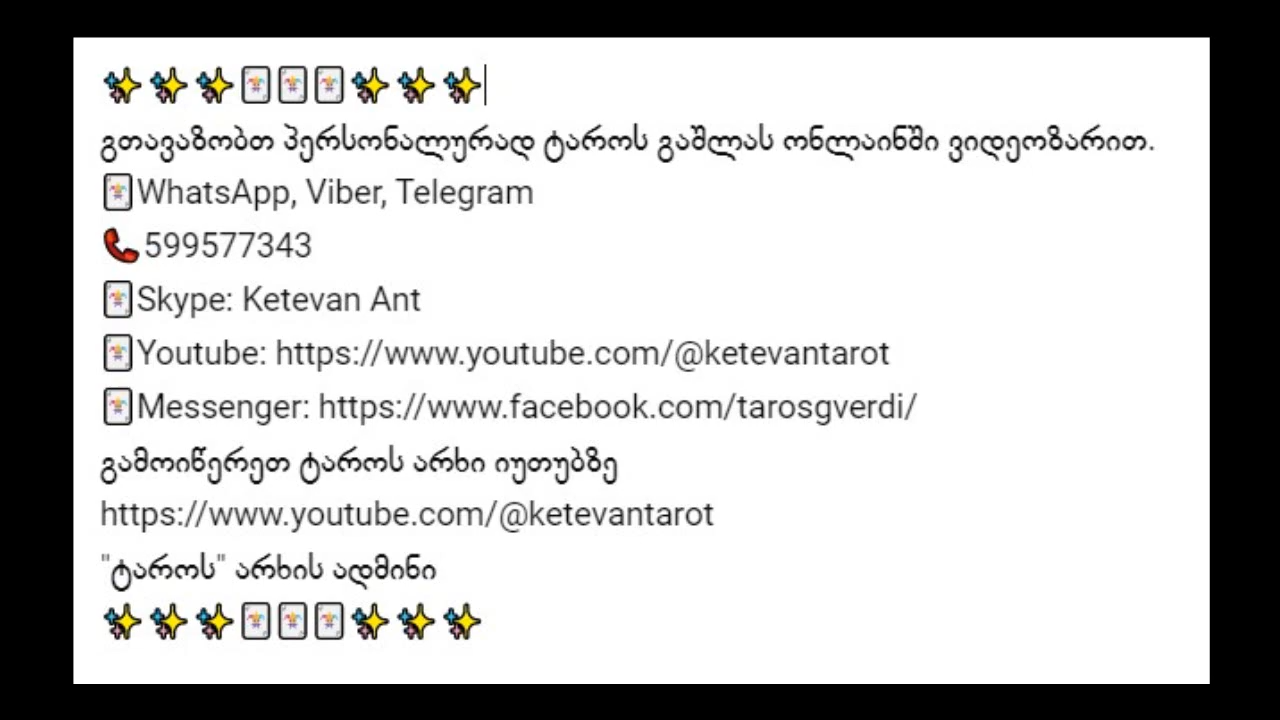 ✨✨✨🃏🃏🃏✨✨✨
გთავაზობთ პერსონალურად ტაროს გაშლას ონლაინში ვიდეოზარით.
🃏WhatsApp, Viber, Telegram
📞599577343
🃏Skype: Ketevan Ant
🃏Youtube: https://www.youtube.com/@ketevantarot
🃏Messenger: https://www.facebook.com/tarosgverdi/
გამოიწერეთ ტაროს არხი იუთუბზე
https://www.youtube.com/@ketevantarot
"ტაროს" არხის ადმინი
✨✨✨🃏🃏🃏✨✨✨